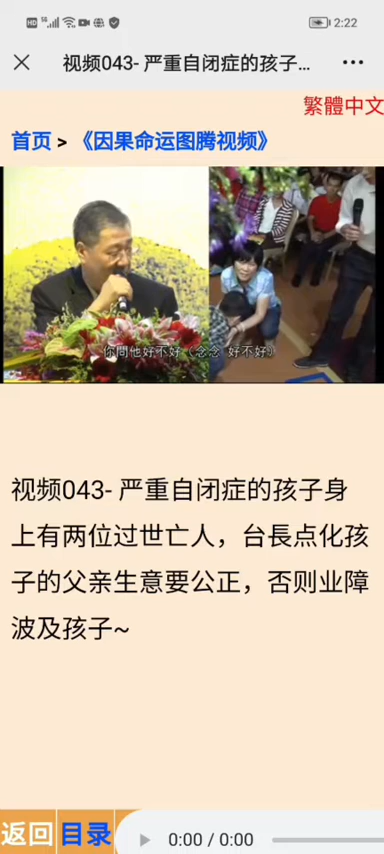 HD 5G 2:22
视频043- 严重自闭症的孩子...
繁體中文
首页 > 《因果命运图腾视频》
你問他好不好（念念 好不好）
视频043- 严重自闭症的孩子身
上有两位过世亡人，台長点化孩
子的父亲生意要公正，否则业障
波及孩子~
返回 目录 0:00 / 0:00